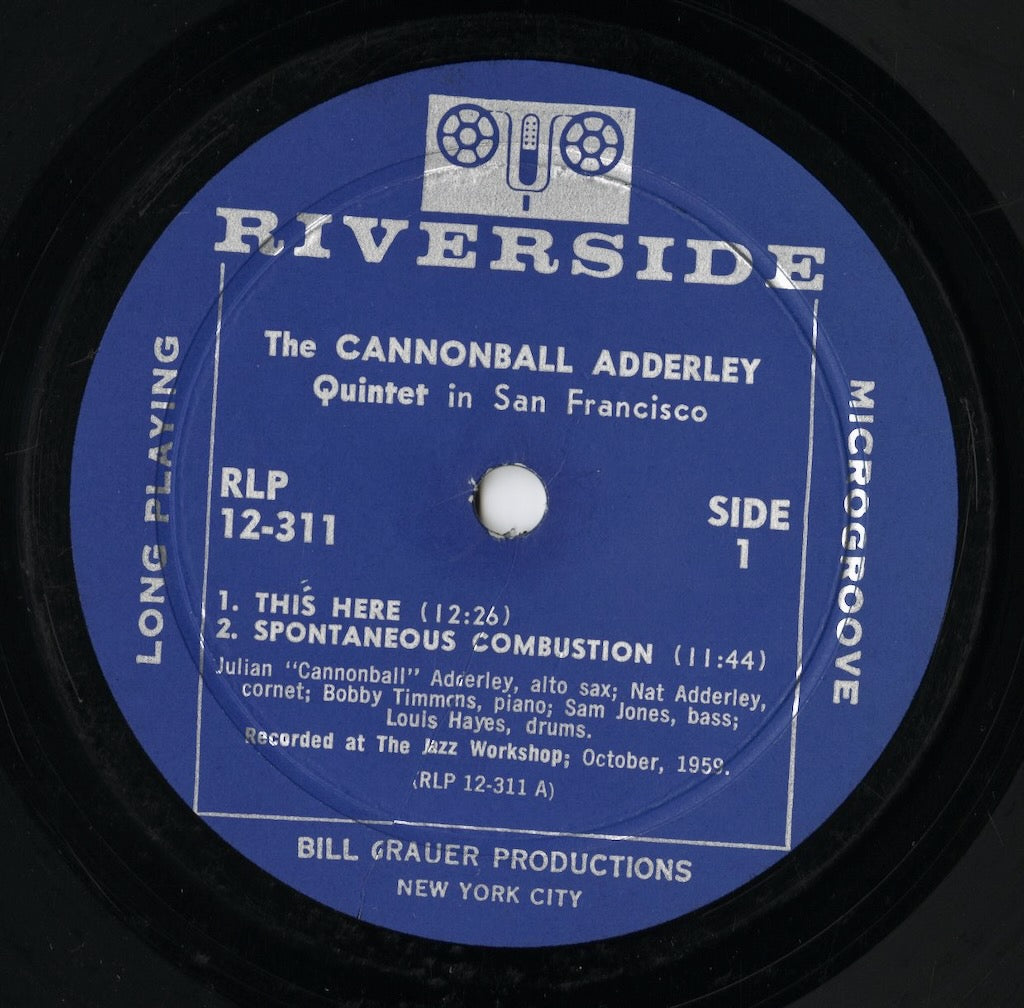 RIVERSIDE
The CANNONBALL ADDERLEY
Quintet in San Francisco
LONG PLAYING
MICROGROOVE
RLP
12-311
SIDE
1
1. THIS HERE (12:26)
2. SPONTANEOUS COMBUSTION (11:44)
Julian "Cannonball" Adderley, alto sax; Nat Adderley,
cornet; Bobby Timmons, piano; Sam Jones, bass;
Louis Hayes, drums.
Recorded at The Jazz Workshop; October, 1959.
(RLP 12-311 A)
BILL GRAUER PRODUCTIONS
NEW YORK CITY